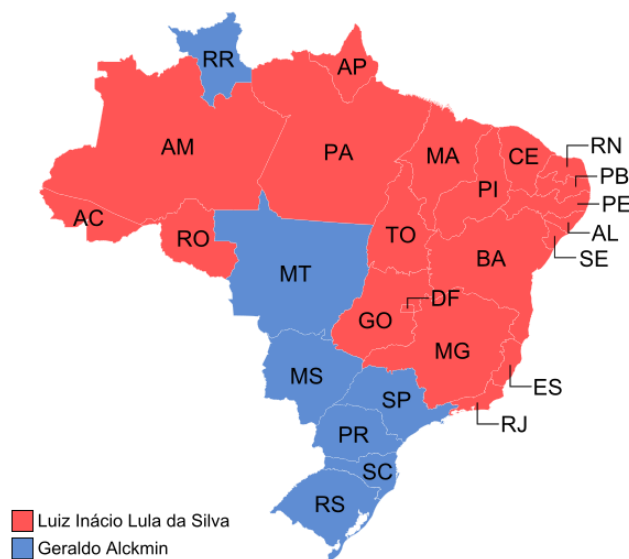 RR
AP
AM
PA
MA
CE
RN
PB
PI
PE
AC
AL
RO
TO
SE
BA
MT
DF
GO
MG
MS
ES
SP
RJ
PR
SC
RS
Luiz Inácio Lula da Silva
Geraldo Alckmin